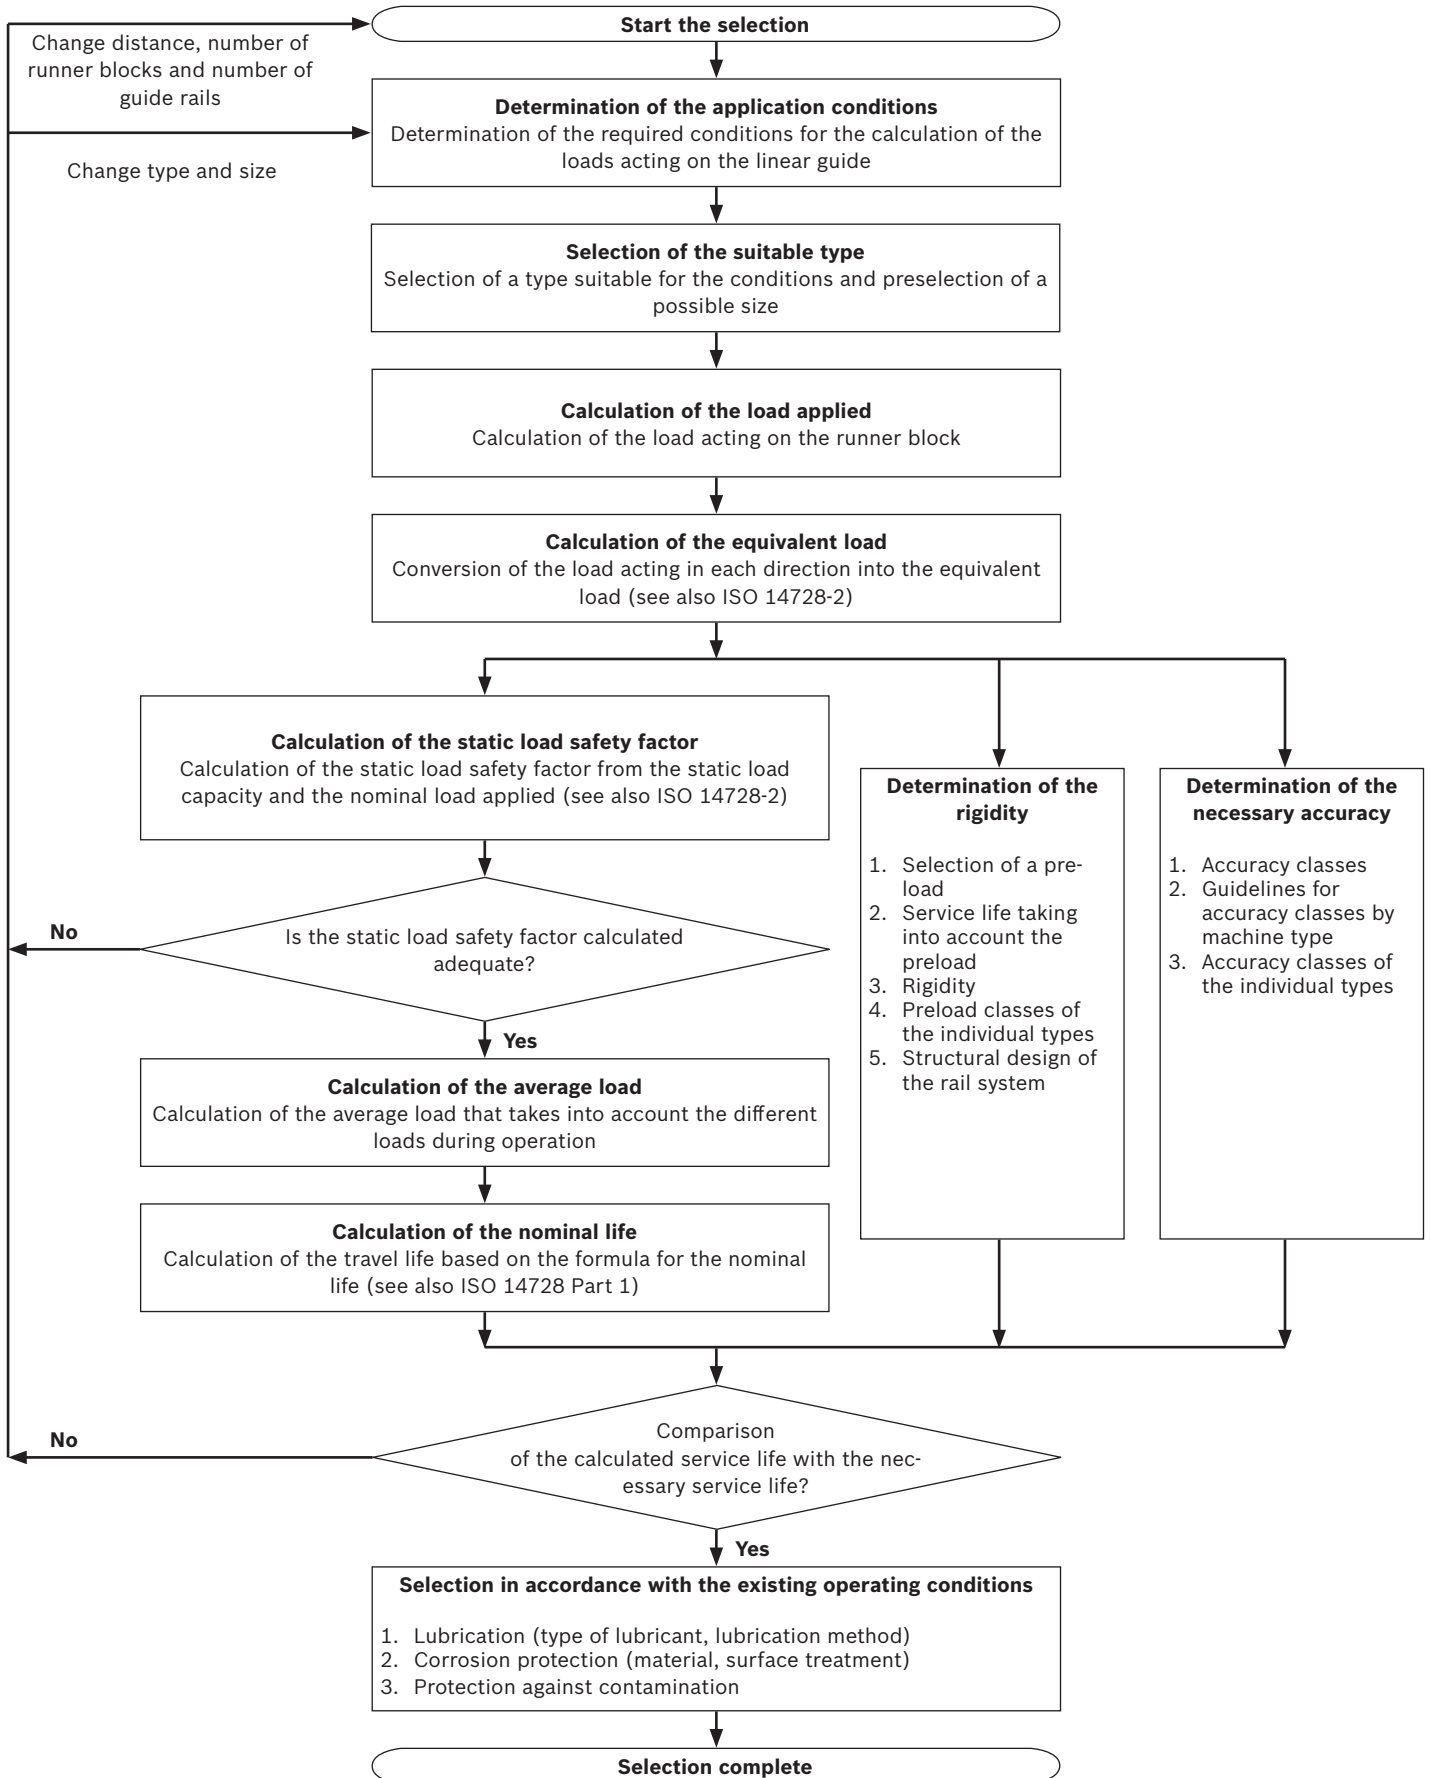 Start the selection
Change distance, number of
runner blocks and number of
guide rails
Determination of the application conditions
Determination of the required conditions for the calculation of the
loads acting on the linear guide
Change type and size
Selection of the suitable type
Selection of a type suitable for the conditions and preselection of a
possible size
Calculation of the load applied
Calculation of the load acting on the runner block
Calculation of the equivalent load
Conversion of the load acting in each direction into the equivalent
load (see also ISO 14728-2)
Calculation of the static load safety factor
Calculation of the static load safety factor from the static load
capacity and the nominal load applied (see also ISO 14728-2)
No
Is the static load safety factor calculated
adequate?
Yes
Calculation of the average load
Calculation of the average load that takes into account the different
loads during operation
Calculation of the nominal life
Calculation of the travel life based on the formula for the nominal
life (see also ISO 14728 Part 1)
Determination of the
rigidity
1. Selection of a pre-
load
2. Service life taking
into account the
preload
3. Rigidity
4. Preload classes of
the individual types
5. Structural design of
the rail system
Determination of the
necessary accuracy
1. Accuracy classes
2. Guidelines for
accuracy classes by
machine type
3. Accuracy classes of
the individual types
No
Comparison
of the calculated service life with the nec-
essary service life?
Yes
Selection in accordance with the existing operating conditions
1. Lubrication (type of lubricant, lubrication method)
2. Corrosion protection (material, surface treatment)
3. Protection against contamination
Selection complete